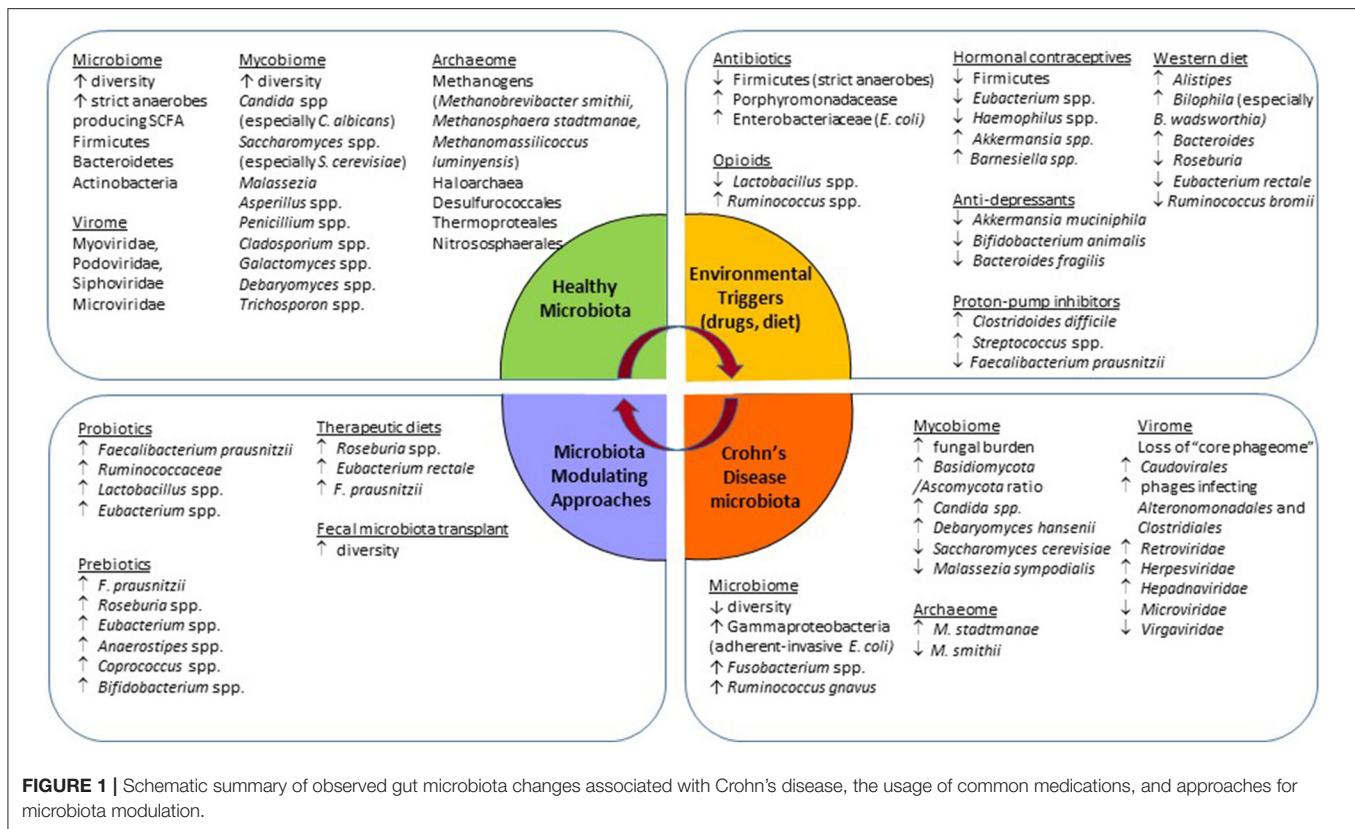 Microbiome
↑ diversity
↑ strict anaerobes
producing SCFA
Firmicutes
Bacteroidetes
Actinobacteria
Virome
Myoviridae,
Podoviridae,
Siphoviridae
Microviridae
Mycobiome
↑ diversity
Candida spp
(especially C. albicans)
Saccharomyces spp.
(especially S. cerevisiae)
Malassezia
Asperillus spp.
Penicillium spp.
Cladosporium spp.
Galactomyces spp.
Debaryomyces spp.
Trichosporon spp.
Archaeome
Methanogens
(Methanobrevibacter smithii,
Methanosphaera stadtmanae,
Methanomassilicoccus
luminyensis)
Haloarchaea
Desulfurococcales
Thermoproteales
Nitrososphaerales
Healthy
Microbiota
Antibiotics
↓ Firmicutes (strict anaerobes)
↑ Porphyromonadacease
↑ Enterobacteriaceae (E. coli)
Opioids
↓ Lactobacillus spp.
↑ Ruminococcus spp.
Hormonal contraceptives
↓ Firmicutes
↓ Eubacterium spp.
↓ Haemophilus spp.
↑ Akkermansia spp.
↑ Barnesiella spp.
Anti-depressants
↓ Akkermansia muciniphila
↓ Bifidobacterium animalis
↓ Bacteroides fragilis
Proton-pump inhibitors
↑ Clostridoides difficile
↑ Streptococcus spp.
↓ Faecalibacterium prausnitzii
Western diet
↑ Alistipes
↑ Bilophila (especially
B. wadsworthia)
↑ Bacteroides
↓ Roseburia
↓ Eubacterium rectale
↓ Ruminococcus bromii
Environmental
Triggers
(drugs, diet)
Probiotics
↑ Faecalibacterium prausnitzii
↑ Ruminococcaceae
↑ Lactobacillus spp.
↑ Eubacterium spp.
Prebiotics
↑ F. prausnitzii
↑ Roseburia spp.
↑ Eubacterium spp.
↑ Anaerostipes spp.
↑ Coprococcus spp.
↑ Bifidobacterium spp.
Therapeutic diets
↑ Roseburia spp.
↑ Eubacterium rectale
↑ F. prausnitzii
Fecal microbiota transplant
↑ diversity
Microbiota
Modulating
Approaches
Crohn's
Disease
microbiota
Microbiome
↓ diversity
↑ Gammaproteobacteria
(adherent-invasive E. coli)
↑ Fusobacterium spp.
↑ Ruminococcus gnavus
Mycobiome
↑ fungal burden
↑ Basidiomycota
/Ascomycota ratio
↑ Candida spp.
↑ Debaryomyces hansenii
↓ Saccharomyces cerevisiae
↓ Malassezia sympodialis
Archaeome
↑ M. stadtmanae
↓ M. smithii
Virome
Loss of "core phageome"
↑ Caudovirales
↑ phages infecting
Alteronomonadales and
Clostridiales
↑ Retroviridae
↑ Herpesviridae
↑ Hepadnaviridae
↓ Microviridae
↓ Virgaviridae
FIGURE 1 | Schematic summary of observed gut microbiota changes associated with Crohn's disease, the usage of common medications, and approaches for
microbiota modulation.